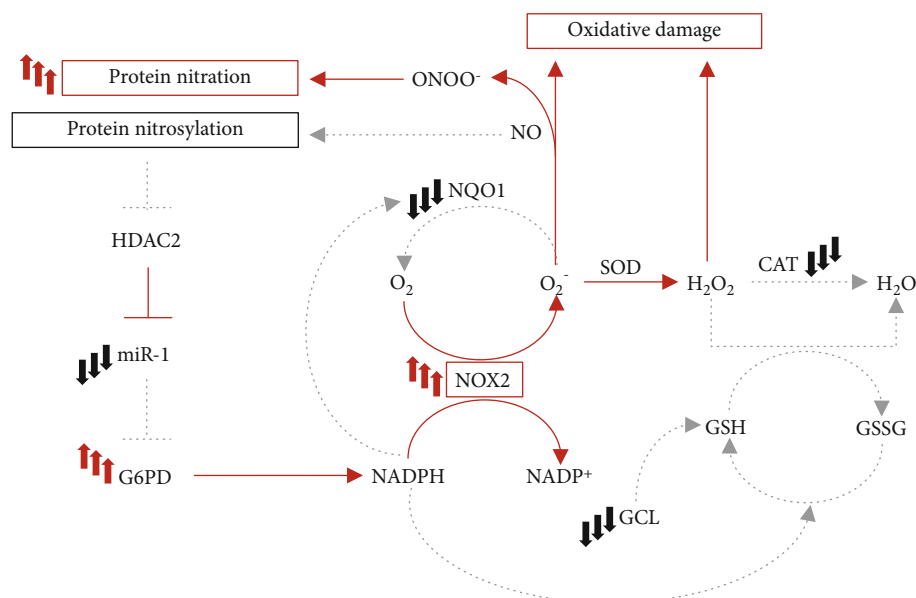 Oxidative damage
Protein nitration
ONOO⁻
Protein nitrosylation
NO
NQO1
HDAC2
O₂
O₂⁻
SOD
H₂O₂
CAT
H₂O
miR-1
NOX2
GSH
GSSG
G6PD
NADPH
NADP⁺
GCL